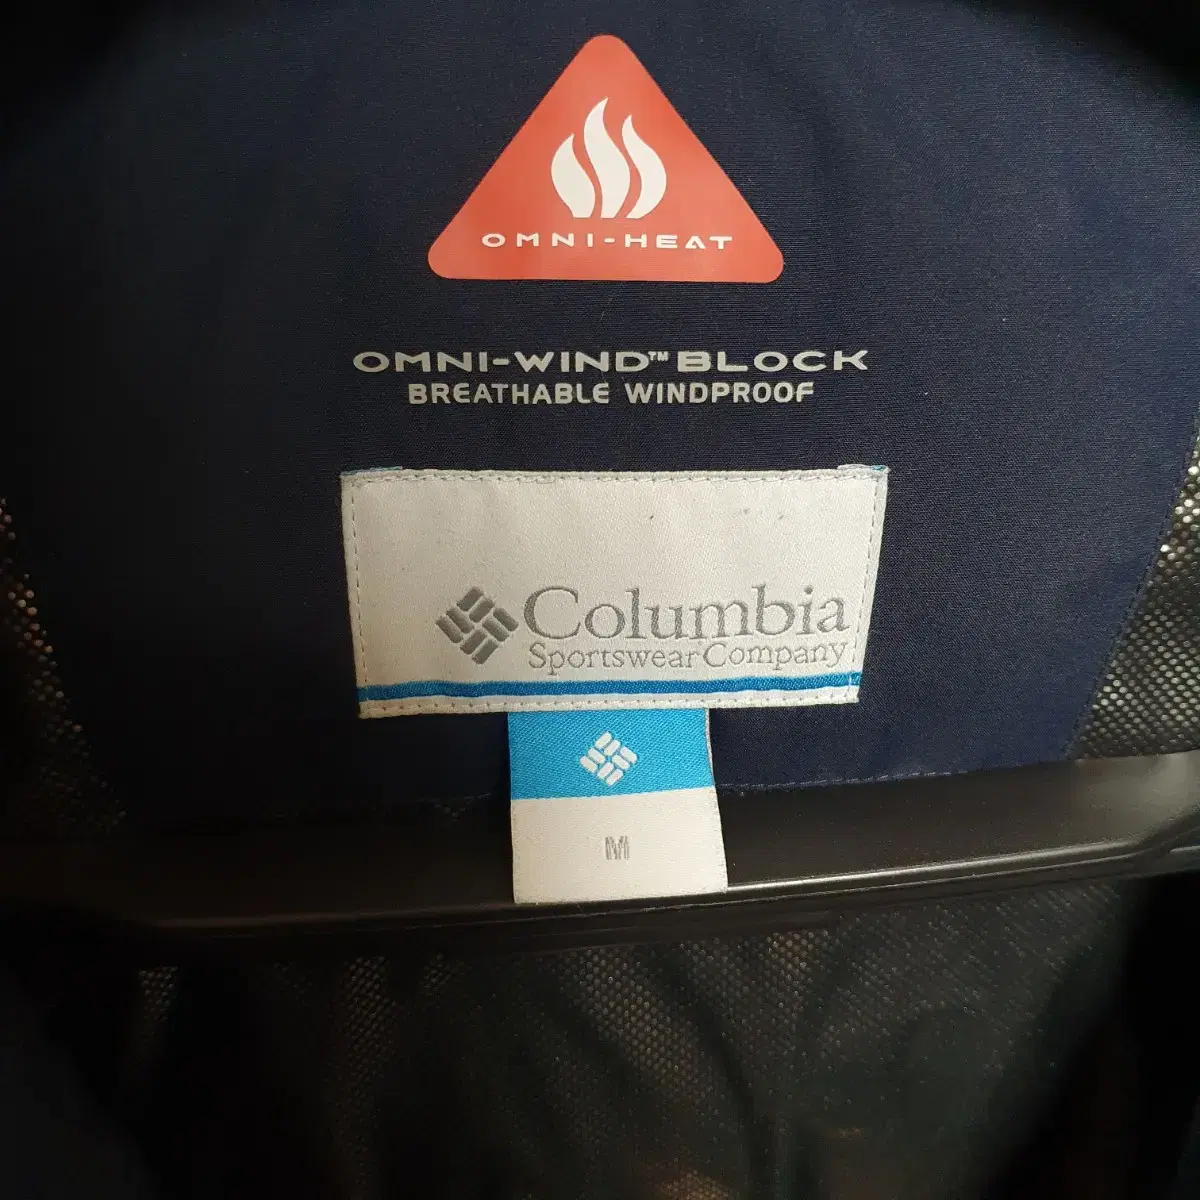 OMNI-HEAT
OMNI-WIND™ BLOCK
BREATHABLE WINDPROOF
Columbia
Sportswear Company
M